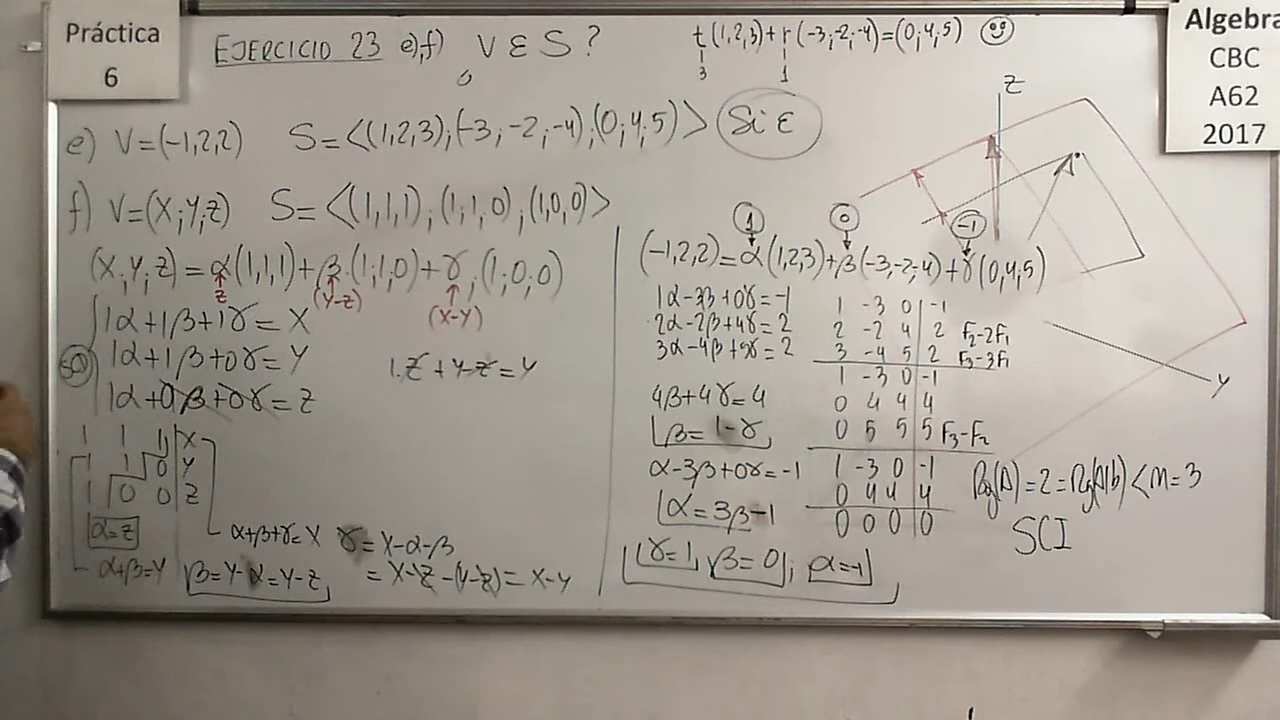 Práctica
6
EJERCICIO 23 e),f) V ∈ S ?
t(1,2,3)+r(-3,-2,-4)=(0,4,5)
3 1
Algebra
CBC
A62
2017
e) V=(-1,2,2) S=<(1,2,3);(-3,-2,-4);(0,4,5)> Si ∈
f) V=(X,Y,Z) S=<(1,1,1);(1,1,0);(1,0,0)>
(X,Y,Z)=α(1,1,1)+β(1,1,0)+γ.(1,0,0)
z (Y-z) (X-Y)
1α+1β+1γ=X
1α+1β+0γ=Y
1α+0β+0γ=Z
1.z+Y-z=Y
1 1 1 | X
1 1 0 | Y
1 0 0 | Z
α=z
α+β+γ=X γ=X-α-β
=X-z-(Y-z)=X-Y
α+β=Y β=Y-α=Y-z
1 0 -1
(-1,2,2)=α(1,2,3)+β(-3,-2,-4)+γ(0,4,5)
1α-3β+0γ=-1
2α-2β+4γ=2
3α-4β+5γ=2
4β+4γ=4
β=1-γ
α-3β+0γ=-1
α=3β-1
γ=1, β=0, α=-1
1 -3 0 | -1
2 -2 4 | 2 F2-2F1
3 -4 5 | 2 F3-3F1
1 -3 0 | -1
0 4 4 | 4
0 5 5 | 5 F3-F2
1 -3 0 | -1
0 4 4 | 4
0 0 0 | 0
Rg(A)=2=Rg(A|b)<n=3
SCI
Z
Y